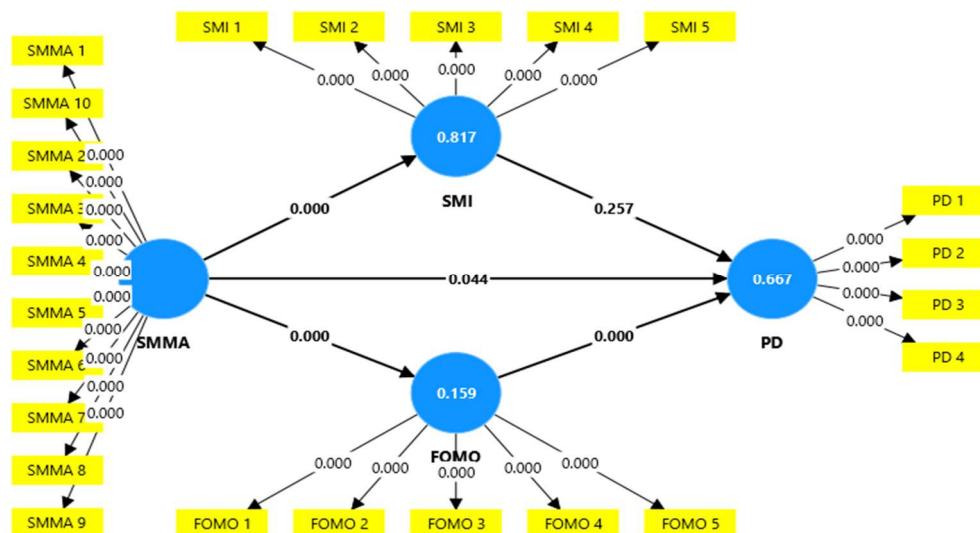 SMI 1
SMI 2
SMI 3
SMI 4
SMI 5
0.000
0.000
0.000
0.000
0.000
SMMA 1
SMMA 10
SMMA 2
SMMA 3
SMMA 4
SMMA 5
SMMA 6
SMMA 7
SMMA 8
SMMA 9
0.000
0.000
0.000
0.000
0.000
0.000
0.000
0.000
0.000
SMMA
0.817
SMI
0.000
0.257
0.044
0.000
0.000
0.667
PD
0.000
0.000
0.000
0.000
PD 1
PD 2
PD 3
PD 4
0.159
FOMO
0.000
0.000
0.000
0.000
0.000
FOMO 1
FOMO 2
FOMO 3
FOMO 4
FOMO 5